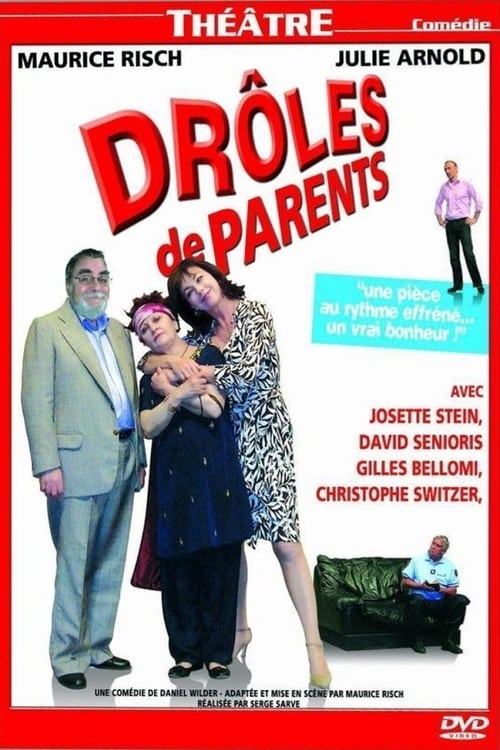 THÉÂTRE
Comédie
MAURICE RISCH
JULIE ARNOLD
DRÔLES
de PARENTS
"une pièce
au rythme effréné...
un vrai bonheur !"
AVEC
JOSETTE STEIN,
DAVID SENIORIS
GILLES BELLOMI,
CHRISTOPHE SWITZER,
UNE COMÉDIE DE DANIEL WILDER - ADAPTÉE ET MISE EN SCÈNE PAR MAURICE RISCH
RÉALISÉE PAR SERGE SARVE
DVD
VIDEO